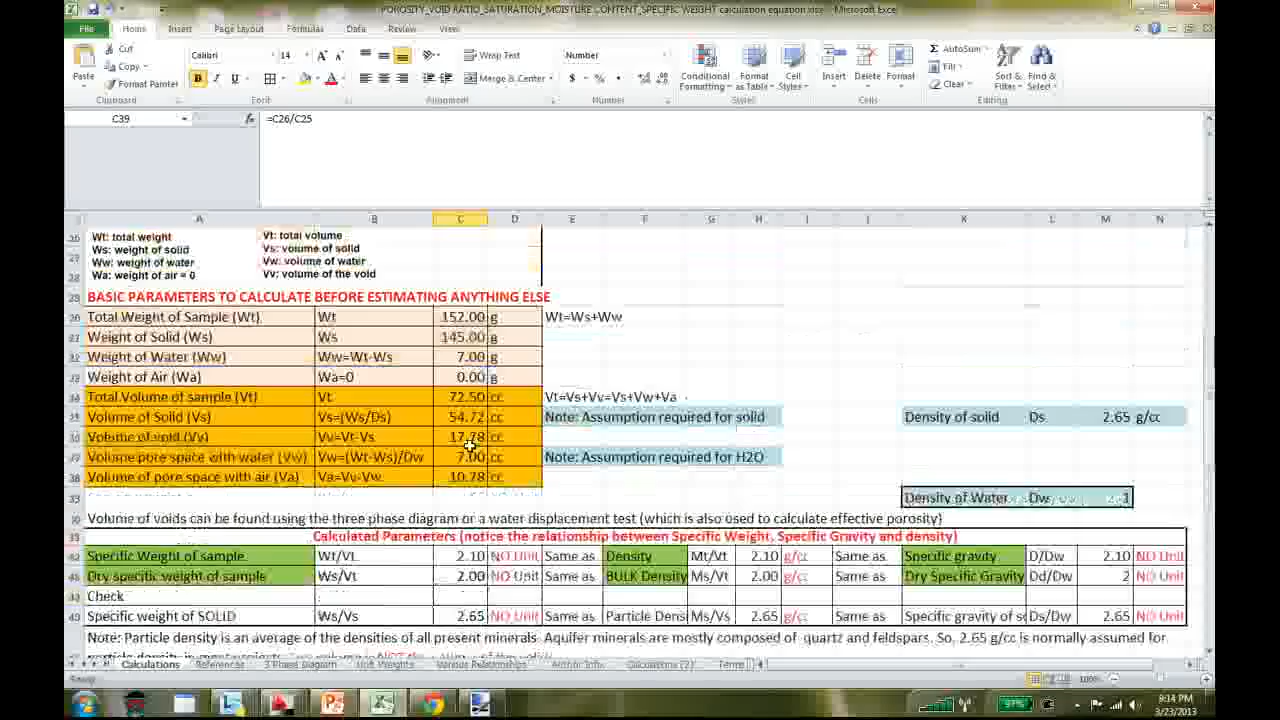 POROSITY_VOID RATIO_SATURATION_MOISTURE CONTENT_SPECIFIC WEIGHT calculation equation.xlsx - Microsoft Excel
File Home Insert Page Layout Formulas Data Review View
Cut
Copy
Format Painter
Paste
Calibri 14
B I U
Wrap Text
Merge & Center
Number
$ % ,
Conditional Formatting
Format as Table
Cell Styles
Insert Delete Format
AutoSum
Fill
Clear
Sort & Filter
Find & Select
Clipboard Font Alignment Number Styles Cells Editing
C39 fx =C26/C25
A B C D E F G H I J K L M N
Wt: total weight Vt: total volume
Ws: weight of solid Vs: volume of solid
Ww: weight of water Vw: volume of water
Wa: weight of air = 0 Vv: volume of the void
BASIC PARAMETERS TO CALCULATE BEFORE ESTIMATING ANYTHING ELSE
Total Weight of Sample (Wt) Wt 152.00 g Wt=Ws+Ww
Weight of Solid (Ws) Ws 145.00 g
Weight of Water (Ww) Ww=Wt-Ws 7.00 g
Weight of Air (Wa) Wa=0 0.00 g
Total Volume of sample (Vt) Vt 72.50 cc Vt=Vs+Vv=Vs+Vw+Va
Volume of Solid (Vs) Vs=(Ws/Ds) 54.72 cc Note: Assumption required for solid Density of solid Ds 2.65 g/cc
Volume of void (Vv) Vv=Vt-Vs 17.78 cc
Volume pore space with water (Vw) Vw=(Wt-Ws)/Dw 7.00 cc Note: Assumption required for H2O
Volume of pore space with air (Va) Va=Vv-Vw 10.78 cc
Density of Water Dw 1
Volume of voids can be found using the three phase diagram or a water displacement test (which is also used to calculate effective porosity)
Calculated Parameters (notice the relationship between Specific Weight, Specific Gravity and density)
Specific Weight of sample Wt/Vt 2.10 NO Unit Same as Density Mt/Vt 2.10 g/cc Same as Specific gravity D/Dw 2.10 NO Unit
Dry specific weight of sample Ws/Vt 2.00 NO Unit Same as BULK Density Ms/Vt 2.00 g/cc Same as Dry Specific Gravity Dd/Dw 2 NO Unit
Check
Specific weight of SOLID Ws/Vs 2.65 NO Unit Same as Particle Dens Ms/Vs 2.65 g/cc Same as Specific gravity of so Ds/Dw 2.65 NO Unit
Note: Particle density is an average of the densities of all present minerals. Aquifer minerals are mostly composed of quartz and feldspars. So, 2.65 g/cc is normally assumed for
Calculations References 3 Phase Diagram Unit Weights Various Relationships Author Info Calculations (2) Terms
100%
97%
9:14 PM
3/23/2013